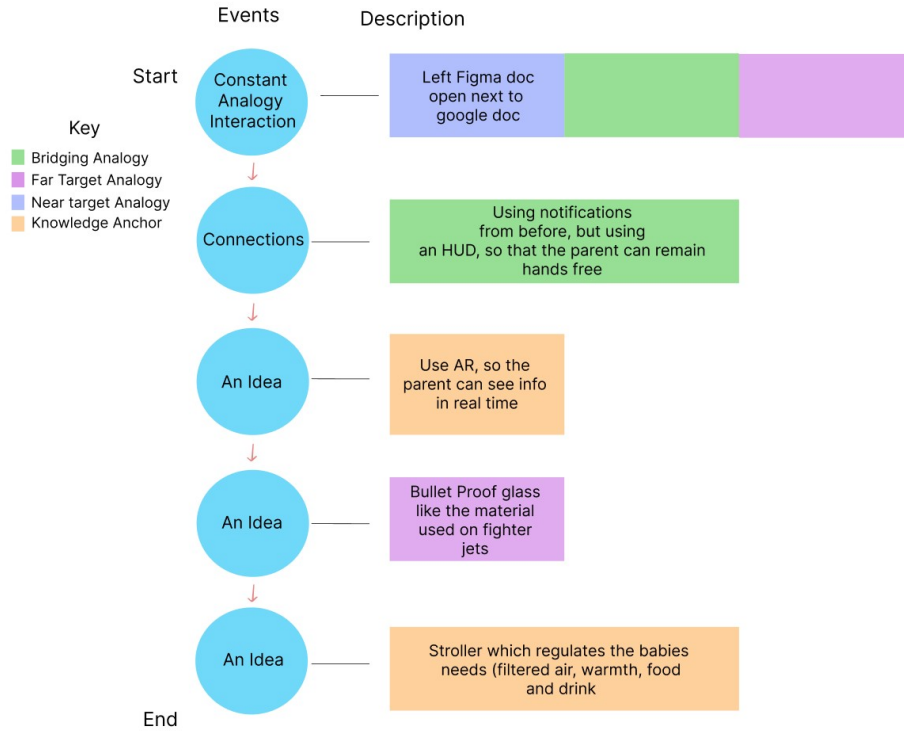 Events
Description
Start
Constant
Analogy
Interaction
Left Figma doc
open next to
google doc
Key
Bridging Analogy
Far Target Analogy
Near target Analogy
Knowledge Anchor
Connections
Using notifications
from before, but using
an HUD, so that the parent can remain
hands free
An Idea
Use AR, so the
parent can see info
in real time
An Idea
Bullet Proof glass
like the material
used on fighter
jets
An Idea
Stroller which regulates the babies
needs (filtered air, warmth, food
and drink
End